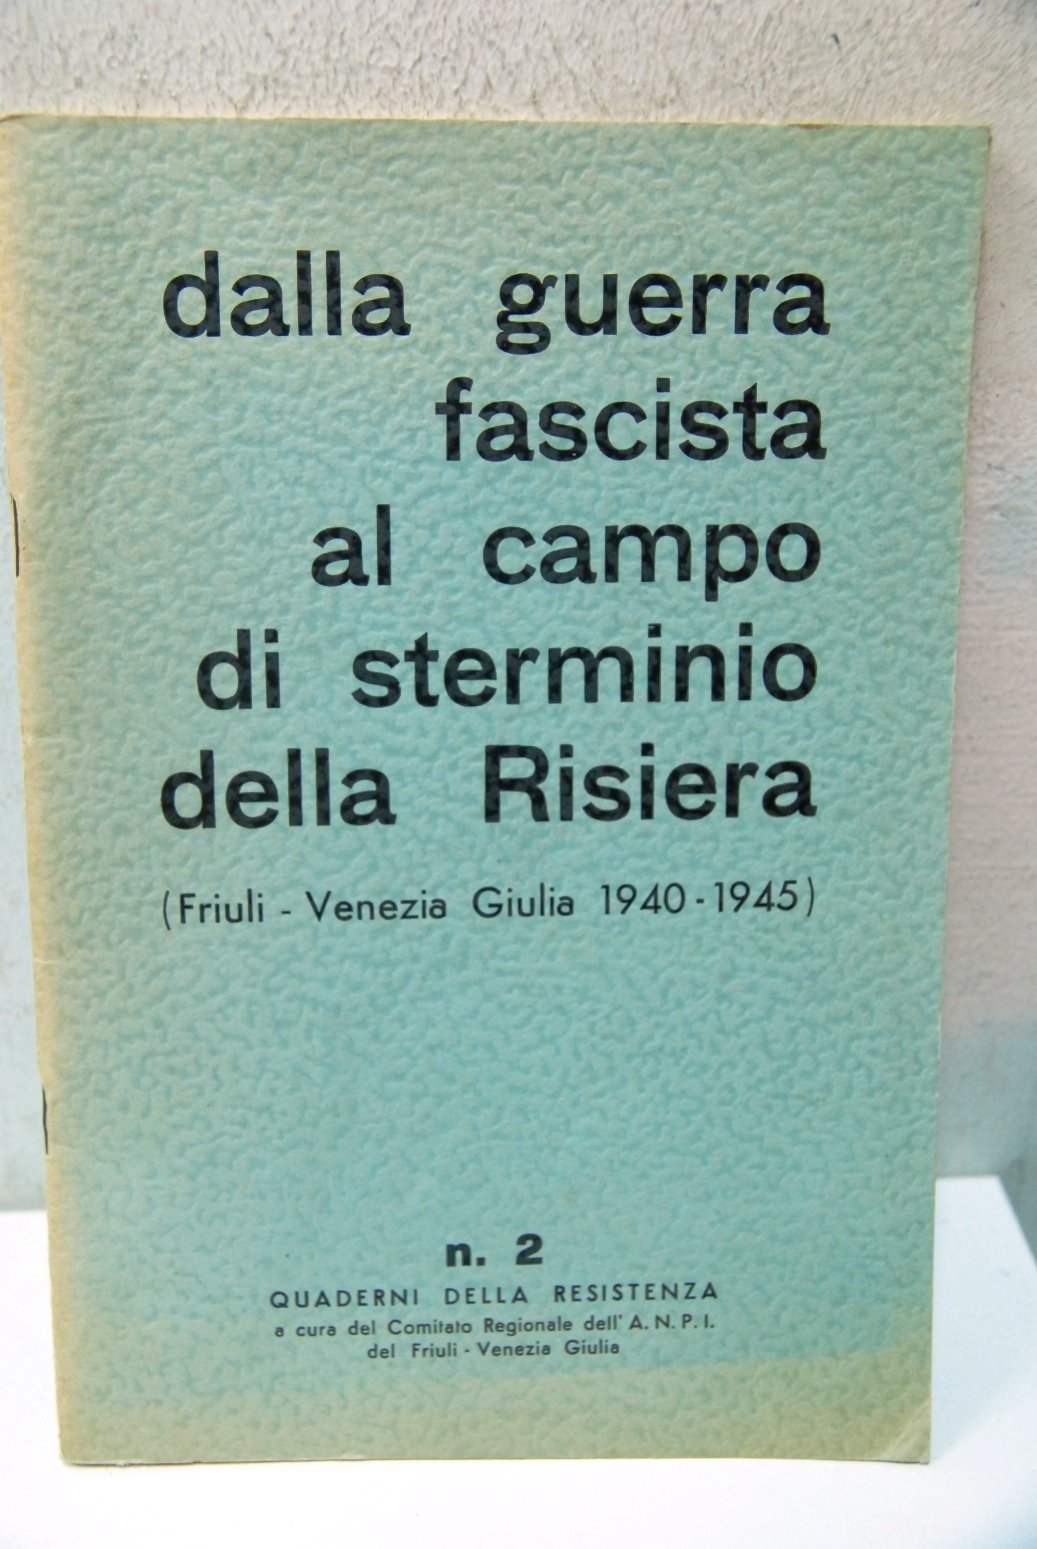 dalla guerra
fascista
al campo
di sterminio
della Risiera
(Friuli - Venezia Giulia 1940 - 1945)
n. 2
QUADERNI DELLA RESISTENZA
a cura del Comitato Regionale dell' A. N. P. I.
del Friuli - Venezia Giulia